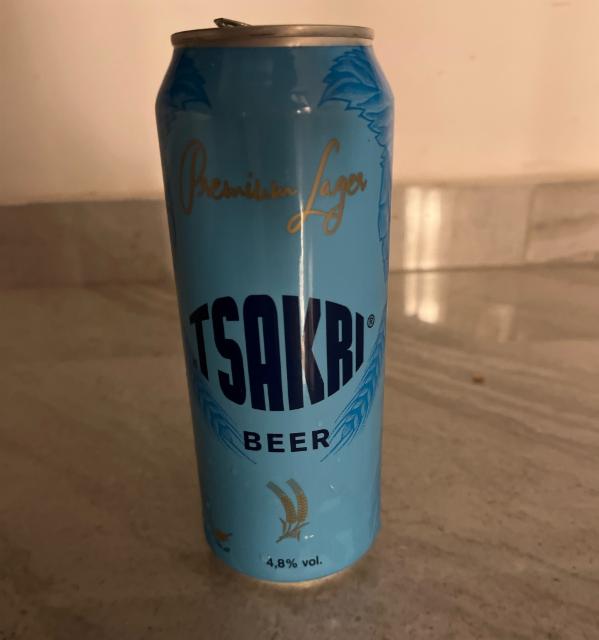 Premium Lager
TSAKRI®
BEER
4,8% vol.